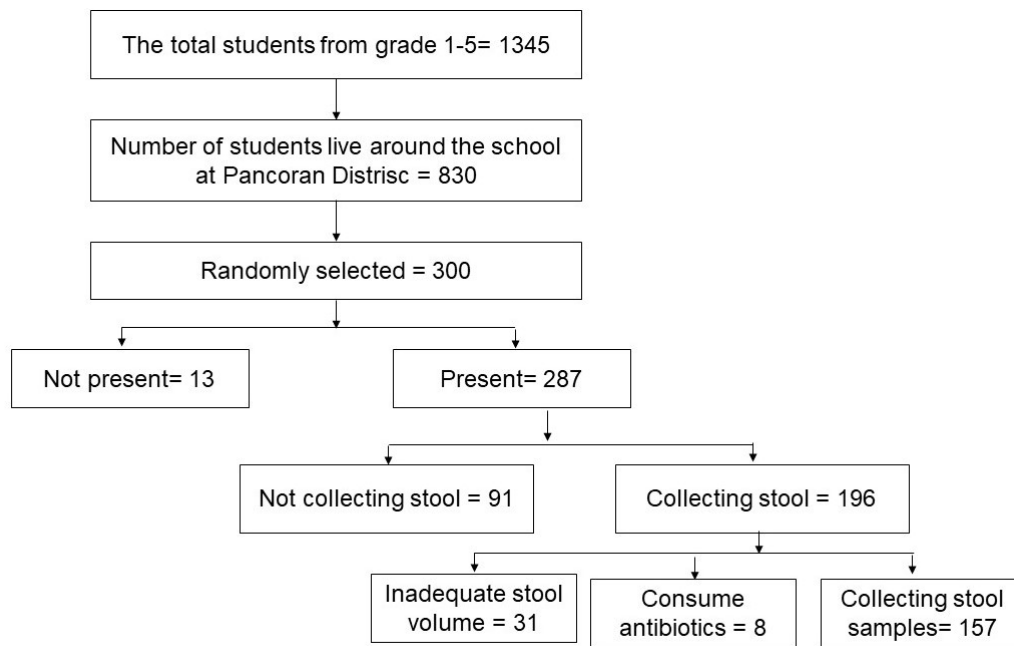 The total students from grade 1-5= 1345
Number of students live around the school
at Pancoran Distrisc = 830
Randomly selected = 300
Not present= 13
Present= 287
Not collecting stool = 91
Collecting stool = 196
Inadequate stool
volume = 31
Consume
antibiotics = 8
Collecting stool
samples= 157